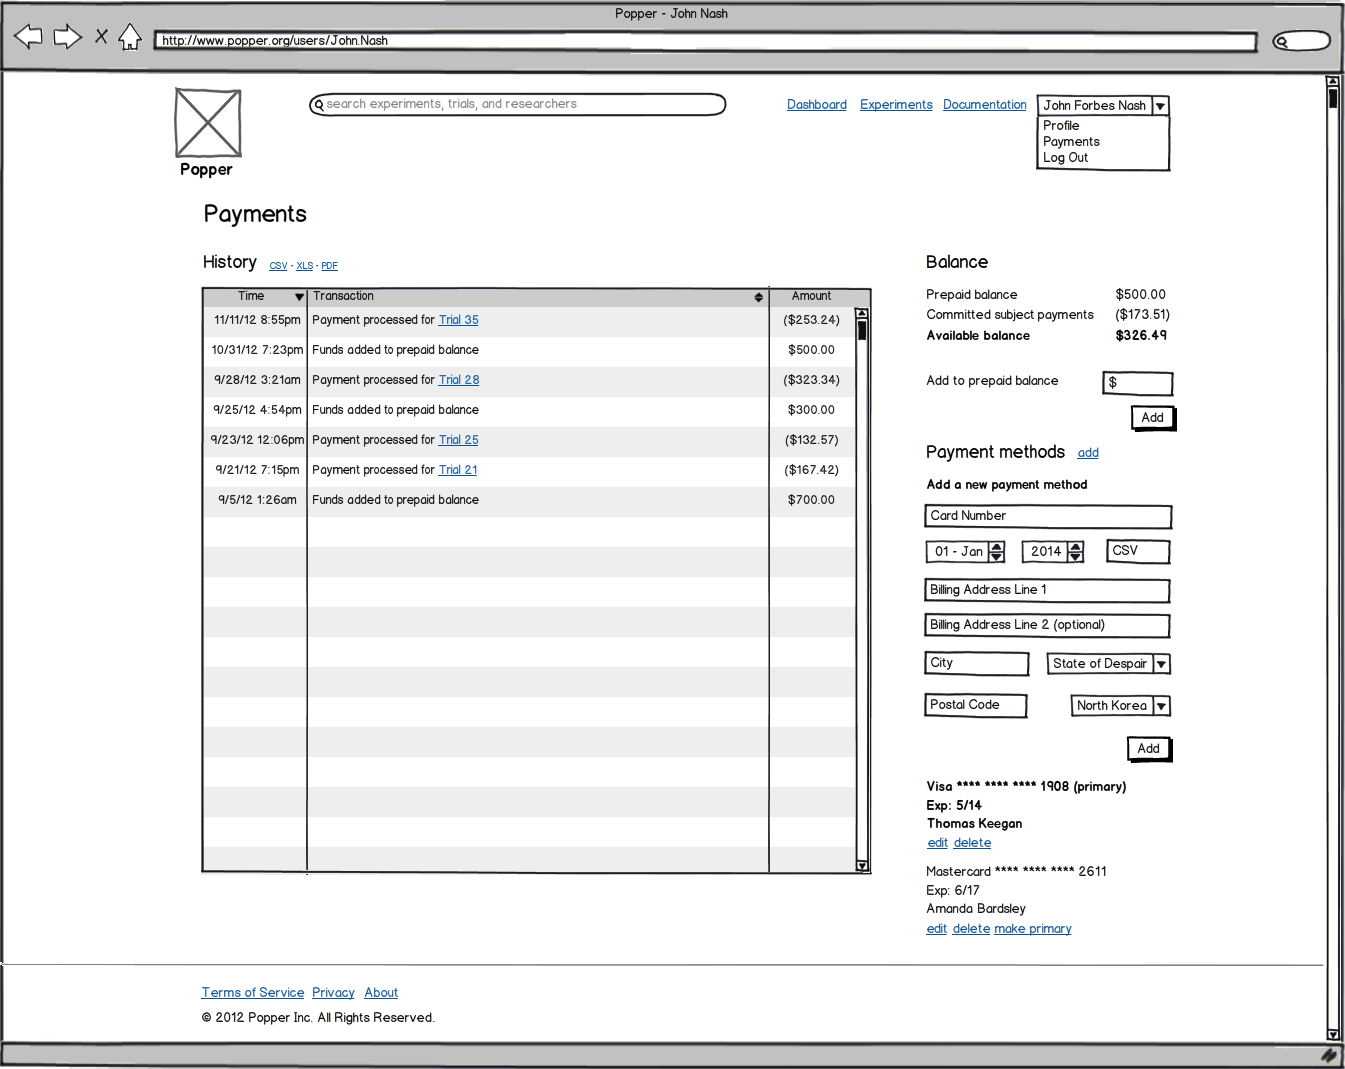 Popper - John Nash
http://www.popper.org/users/John.Nash
search experiments, trials, and researchers
Dashboard Experiments Documentation John Forbes Nash
Profile
Payments
Log Out
Popper
Payments
History CSV - XLS - PDF
Time Transaction Amount
11/11/12 8:55pm Payment processed for Trial 35 ($253.24)
10/31/12 7:23pm Funds added to prepaid balance $500.00
9/28/12 3:21am Payment processed for Trial 28 ($323.34)
9/25/12 4:54pm Funds added to prepaid balance $300.00
9/23/12 12:06pm Payment processed for Trial 25 ($132.57)
9/21/12 7:15pm Payment processed for Trial 21 ($167.42)
9/5/12 1:26am Funds added to prepaid balance $700.00
Balance
Prepaid balance $500.00
Committed subject payments ($173.51)
Available balance $326.49
Add to prepaid balance $
Add
Payment methods add
Add a new payment method
Card Number
01 - Jan 2014 CSV
Billing Address Line 1
Billing Address Line 2 (optional)
City State of Despair
Postal Code North Korea
Add
Visa **** **** **** 1908 (primary)
Exp: 5/14
Thomas Keegan
edit delete
Mastercard **** **** **** 2611
Exp: 6/17
Amanda Bardsley
edit delete make primary
Terms of Service Privacy About
© 2012 Popper Inc. All Rights Reserved.